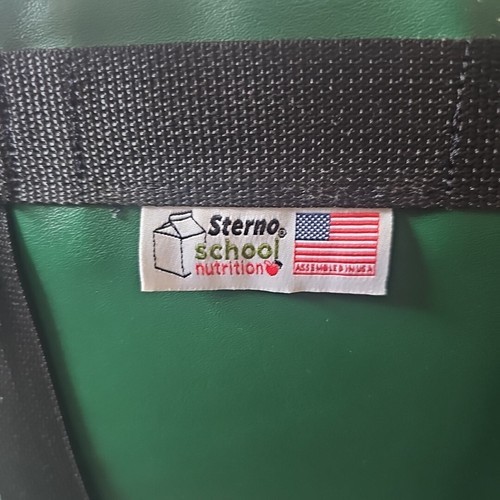 Sterno®
school
nutrition
ASSEMBLED IN USA